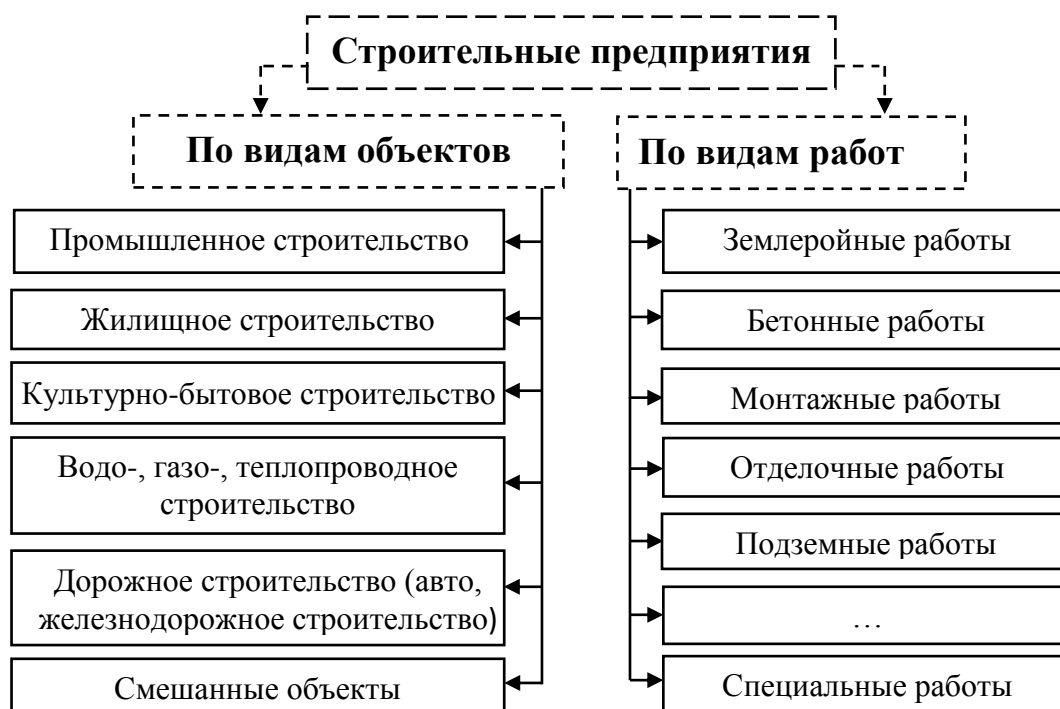 Строительные предприятия
По видам объектов
Промышленное строительство
Жилищное строительство
Культурно-бытовое строительство
Водо-, газо-, теплопроводное
строительство
Дорожное строительство (авто,
железнодорожное строительство)
Смешанные объекты
По видам работ
Землеройные работы
Бетонные работы
Монтажные работы
Отделочные работы
Подземные работы
…
Специальные работы